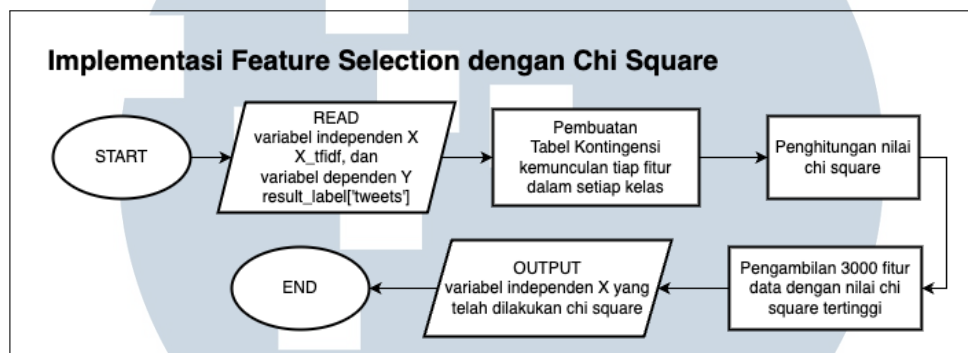 Implementasi Feature Selection dengan Chi Square
START
READ
variabel independen X
X_tfidf, dan
variabel dependen Y
result_label['tweets']
Pembuatan
Tabel Kontingensi
kemunculan tiap fitur
dalam setiap kelas
Penghitungan nilai
chi square
Pengambilan 3000 fitur
data dengan nilai chi
square tertinggi
OUTPUT
variabel independen X yang
telah dilakukan chi square
END